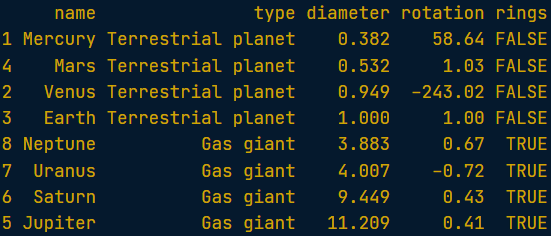 name type diameter rotation rings
1 Mercury Terrestrial planet 0.382 58.64 FALSE
4 Mars Terrestrial planet 0.532 1.03 FALSE
2 Venus Terrestrial planet 0.949 -243.02 FALSE
3 Earth Terrestrial planet 1.000 1.00 FALSE
8 Neptune Gas giant 3.883 0.67 TRUE
7 Uranus Gas giant 4.007 -0.72 TRUE
6 Saturn Gas giant 9.449 0.43 TRUE
5 Jupiter Gas giant 11.209 0.41 TRUE